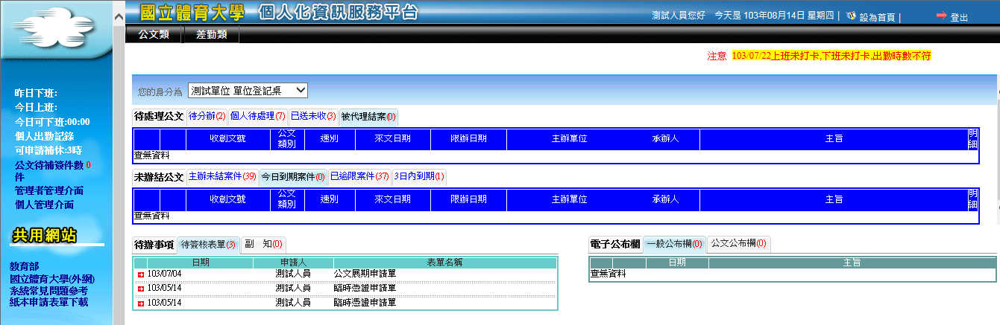 國立體育大學 個人化資訊服務平台
測試人員您好 今天是 103年08月14日 星期四 | 設為首頁 | 登出
公文類 差勤類
注意 103/07/22上班未打卡,下班未打卡,出勤時數不符
昨日下班:
今日上班:
今日可下班:00:00
個人出勤記錄
可申請補休:3時
公文待補簽件數 0
件
管理者管理介面
個人管理介面
共用網站
教育部
國立體育大學(外網)
系統常見問題參考
紙本申請表單下載
您的身分為 測試單位 單位登記桌
待處理公文 待分辦(2) 個人待處理(7) 已送未收(3) 被代理結案(0)
收創文號 公文類別 速別 來文日期 限辦日期 主辦單位 承辦人 主旨 明細
查無資料
未辦結公文 主辦未結案件(39) 今日到期案件(0) 已逾限案件(37) 3日內到期(1)
收創文號 公文類別 速別 來文日期 限辦日期 主辦單位 承辦人 主旨 明細
查無資料
待辦事項 待簽核表單(3) 副 知(0)
日期 申請人 表單名稱
103/07/04 測試人員 公文展期申請單
103/05/14 測試人員 臨時憑證申請單
103/05/14 測試人員 臨時憑證申請單
電子公布欄 一般公布欄(0) 公文公布欄(0)
日期 主旨
查無資料